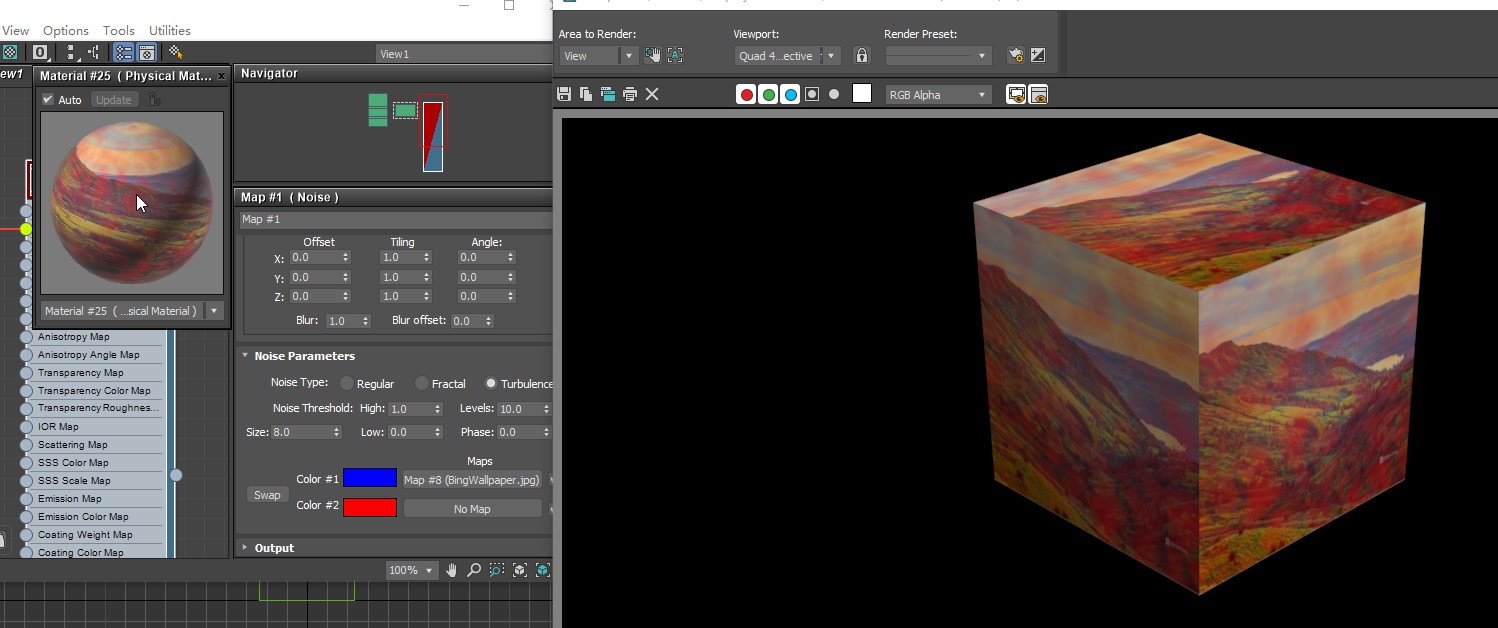 View Options Tools Utilities
0
View1
ew1
Material #25 ( Physical Mat... x
Auto Update
Material #25 ( ...sical Material )
Anisotropy Map
Anisotropy Angle Map
Transparency Map
Transparency Color Map
Transparency Roughnes...
IOR Map
Scattering Map
SSS Color Map
SSS Scale Map
Emission Map
Emission Color Map
Coating Weight Map
Coating Color Map
Navigator
Map #1 ( Noise )
Map #1
Offset Tiling Angle:
X: 0.0 1.0 0.0
Y: 0.0 1.0 0.0
Z: 0.0 1.0 0.0
Blur: 1.0 Blur offset: 0.0
Noise Parameters
Noise Type: Regular Fractal Turbulence
Noise Threshold: High: 1.0 Levels: 10.0
Size: 8.0 Low: 0.0 Phase: 0.0
Maps
Color #1 Map #8 (BingWallpaper.jpg)
Swap
Color #2 No Map
Output
100%
Area to Render: Viewport: Render Preset:
View Quad 4...ective
RGB Alpha